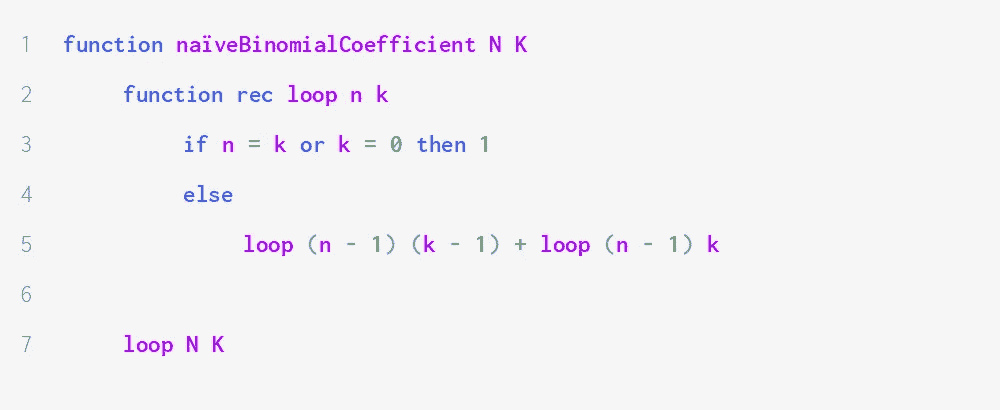 1 function naïveBinomialCoefficient N K
2 function rec loop n k
3 if n = k or k = 0 then 1
4 else
5 loop (n - 1) (k - 1) + loop (n - 1) k
6
7 loop N K